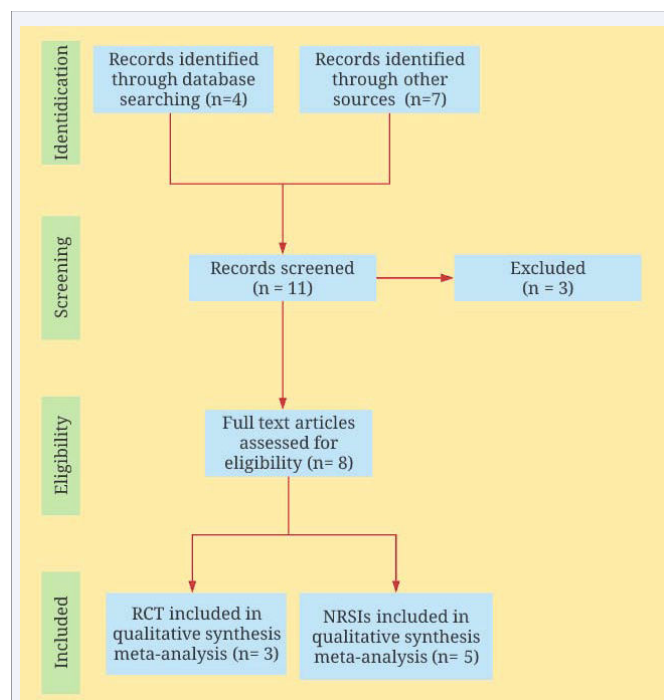 Identidication
Records identified
through database
searching (n=4)
Records identified
through other
sources (n=7)
Screening
Records screened
(n = 11)
Excluded
(n = 3)
Eligibility
Full text articles
assessed for
eligibility (n= 8)
Included
RCT included in
qualitative synthesis
meta-analysis (n= 3)
NRSIs included in
qualitative synthesis
meta-analysis (n= 5)